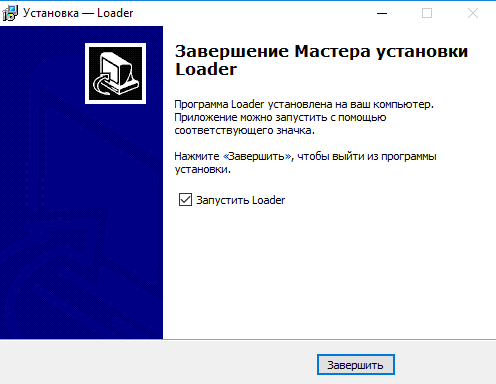 Установка — Loader
Завершение Мастера установки
Loader
Программа Loader установлена на ваш компьютер.
Приложение можно запустить с помощью
соответствующего значка.
Нажмите «Завершить», чтобы выйти из программы
установки.
Запустить Loader
Завершить